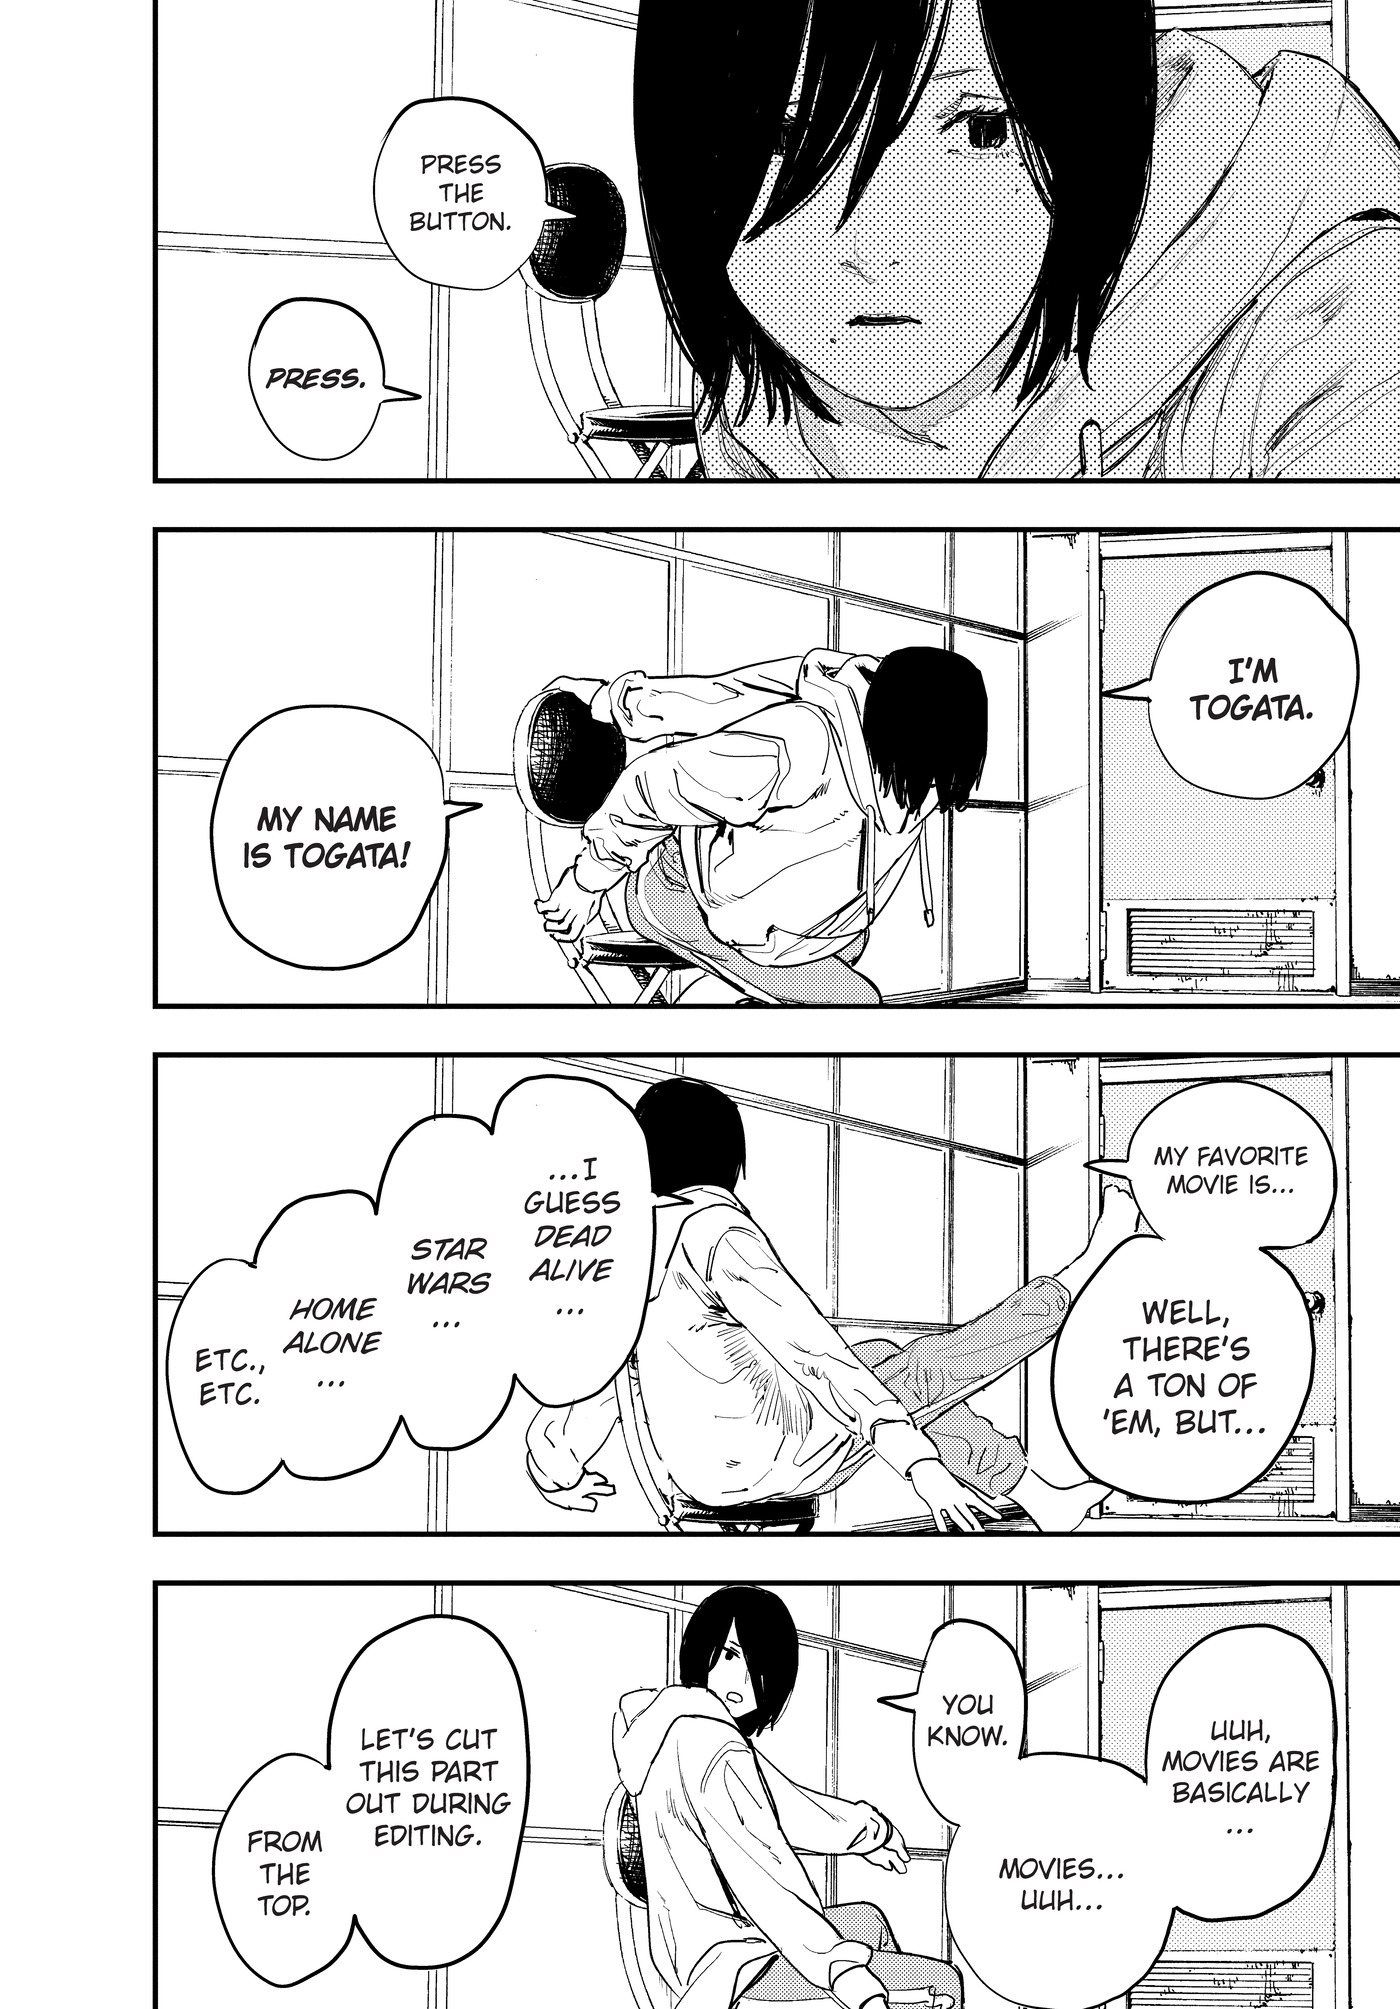 PRESS
THE
BUTTON.
PRESS.
I'M
TOGATA.
MY NAME
IS TOGATA!
MY FAVORITE
MOVIE IS...
WELL,
THERE'S
A TON OF
'EM, BUT...
...I
GUESS
DEAD
ALIVE
...
STAR
WARS
...
HOME
ALONE
...
ETC.,
ETC.
UUH,
MOVIES ARE
BASICALLY
...
MOVIES...
UUH...
YOU
KNOW.
LET'S CUT
THIS PART
OUT DURING
EDITING.
FROM
THE
TOP.